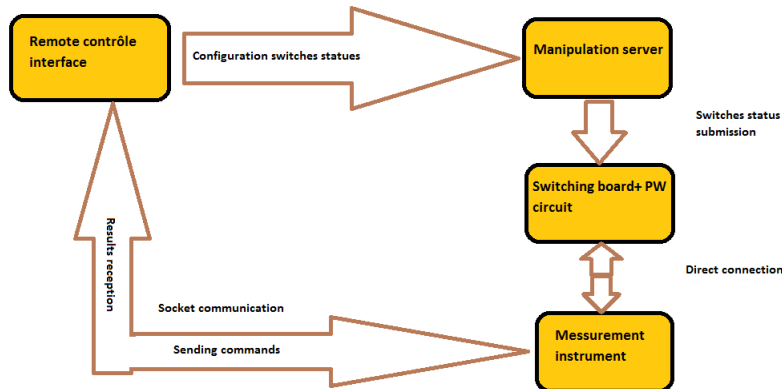 Remote contrôle
interface
Configuration switches statues
Manipulation server
Switches status
submission
Switching board+ PW
circuit
Direct connection
Results reception
Socket communication
Sending commands
Messurement
instrument